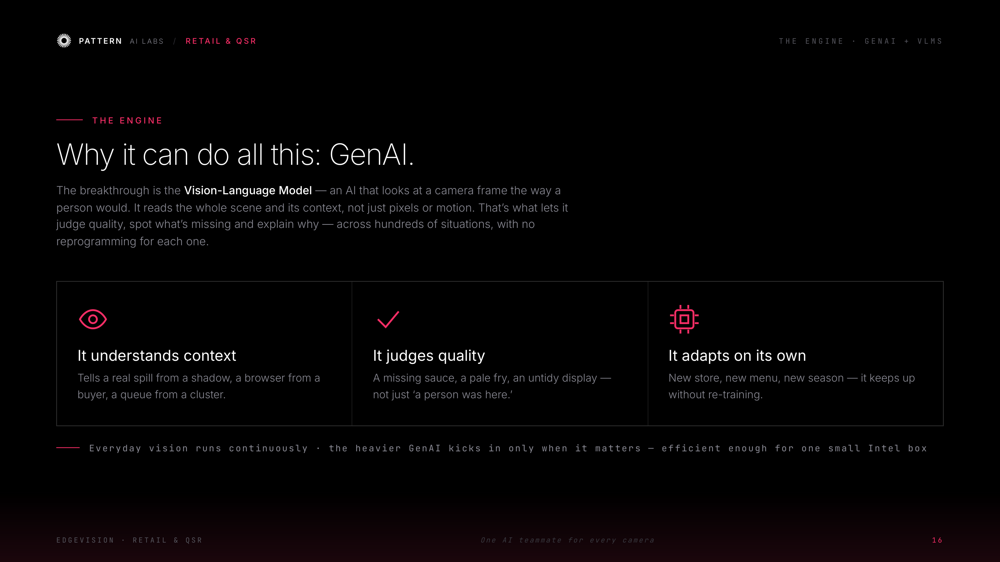 PATTERN AI LABS / RETAIL & QSR
THE ENGINE · GENAI + VLMS
THE ENGINE
Why it can do all this: GenAI.
The breakthrough is the Vision-Language Model — an AI that looks at a camera frame the way a
person would. It reads the whole scene and its context, not just pixels or motion. That’s what lets it
judge quality, spot what’s missing and explain why — across hundreds of situations, with no
reprogramming for each one.
It understands context
Tells a real spill from a shadow, a browser from a
buyer, a queue from a cluster.
It judges quality
A missing sauce, a pale fry, an untidy display —
not just ‘a person was here.’
It adapts on its own
New store, new menu, new season — it keeps up
without re-training.
Everyday vision runs continuously · the heavier GenAI kicks in only when it matters — efficient enough for one small Intel box
EDGEVISION · RETAIL & QSR
One AI teammate for every camera
16